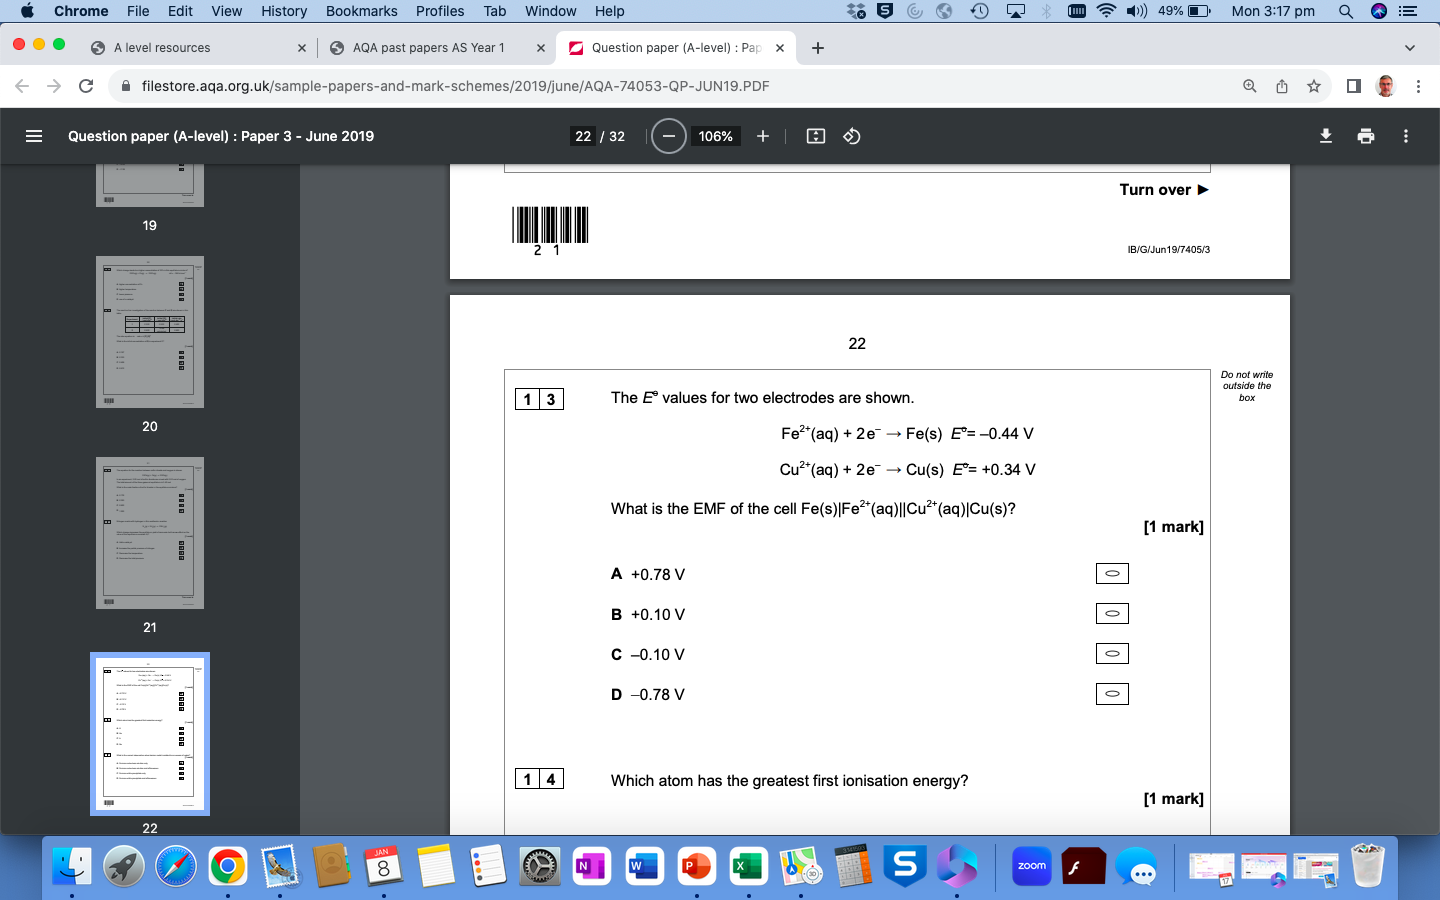 Chrome File Edit View History Bookmarks Profiles Tab Window Help 49% Mon 3:17 pm
A level resources AQA past papers AS Year 1 Question paper (A-level) : Pap
filestore.aqa.org.uk/sample-papers-and-mark-schemes/2019/june/AQA-74053-QP-JUN19.PDF
Question paper (A-level) : Paper 3 - June 2019 22 / 32 106%
19
20
21
22
Turn over ►
2 1
IB/G/Jun19/7405/3
22
Do not write
outside the
box
1 3 The E⦵ values for two electrodes are shown.
Fe²⁺(aq) + 2e⁻ → Fe(s) E⦵= –0.44 V
Cu²⁺(aq) + 2e⁻ → Cu(s) E⦵= +0.34 V
What is the EMF of the cell Fe(s)|Fe²⁺(aq)||Cu²⁺(aq)|Cu(s)?
[1 mark]
A +0.78 V
B +0.10 V
C –0.10 V
D –0.78 V
1 4 Which atom has the greatest first ionisation energy?
[1 mark]
JAN
8
N
W
P
X
3D
S
zoom
17